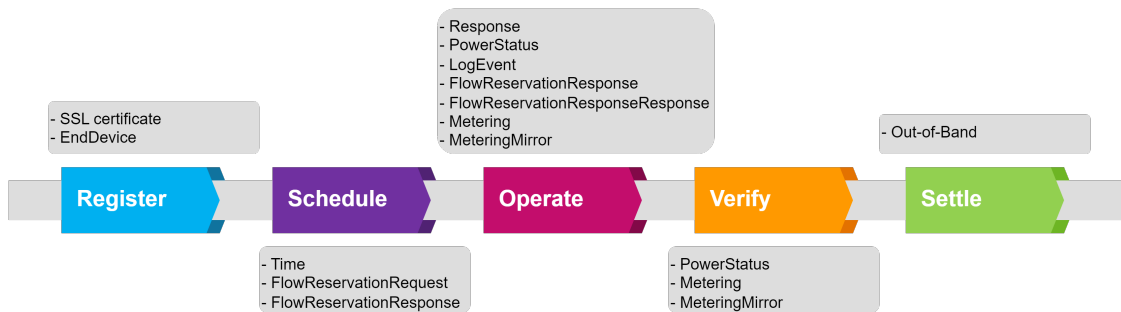 - Response
- PowerStatus
- LogEvent
- FlowReservationResponse
- FlowReservationResponseResponse
- Metering
- MeteringMirror
- SSL certificate
- EndDevice
- Out-of-Band
Register
Schedule
Operate
Verify
Settle
- Time
- FlowReservationRequest
- FlowReservationResponse
- PowerStatus
- Metering
- MeteringMirror